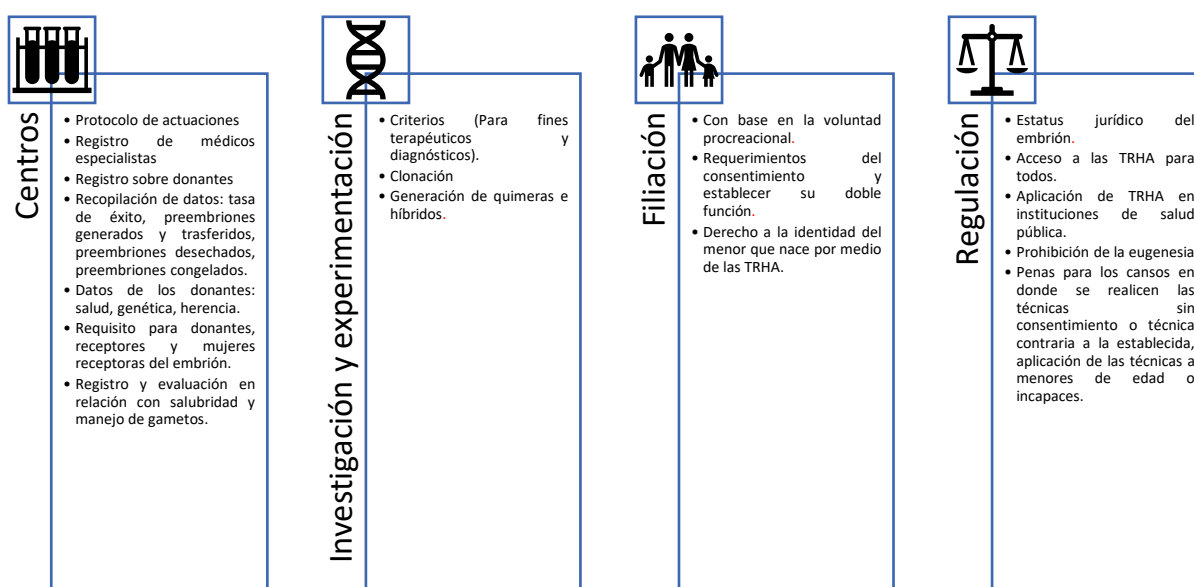 Centros
• Protocolo de actuaciones
• Registro de médicos
especialistas
• Registro sobre donantes
• Recopilación de datos: tasa
de éxito, preembriones
generados y trasferidos,
preembriones desechados,
preembriones congelados.
• Datos de los donantes:
salud, genética, herencia.
• Requisito para donantes,
receptores y mujeres
receptoras del embrión.
• Registro y evaluación en
relación con salubridad y
manejo de gametos.
Investigación y experimentación
• Criterios (Para fines
terapéuticos y
diagnósticos).
• Clonación
• Generación de quimeras e
híbridos.
Filiación
• Con base en la voluntad
procreacional.
• Requerimientos del
consentimiento y
establecer su doble
función.
• Derecho a la identidad del
menor que nace por medio
de las TRHA.
Regulación
• Estatus jurídico del
embrión.
• Acceso a las TRHA para
todos.
• Aplicación de TRHA en
instituciones de salud
pública.
• Prohibición de la eugenesia
• Penas para los cansos en
donde se realicen las
técnicas sin
consentimiento o técnica
contraria a la establecida,
aplicación de las técnicas a
menores de edad o
incapaces.